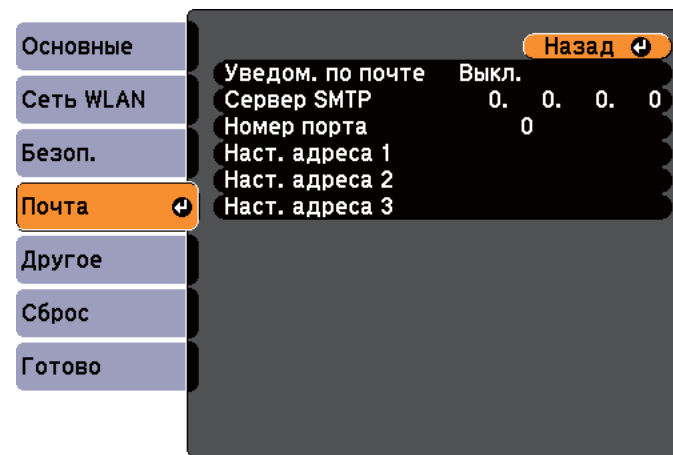 Основные
Сеть WLAN
Безоп.
Почта
Другое
Сброс
Готово
Назад
Уведом. по почте Выкл.
Сервер SMTP 0. 0. 0. 0
Номер порта 0
Наст. адреса 1
Наст. адреса 2
Наст. адреса 3